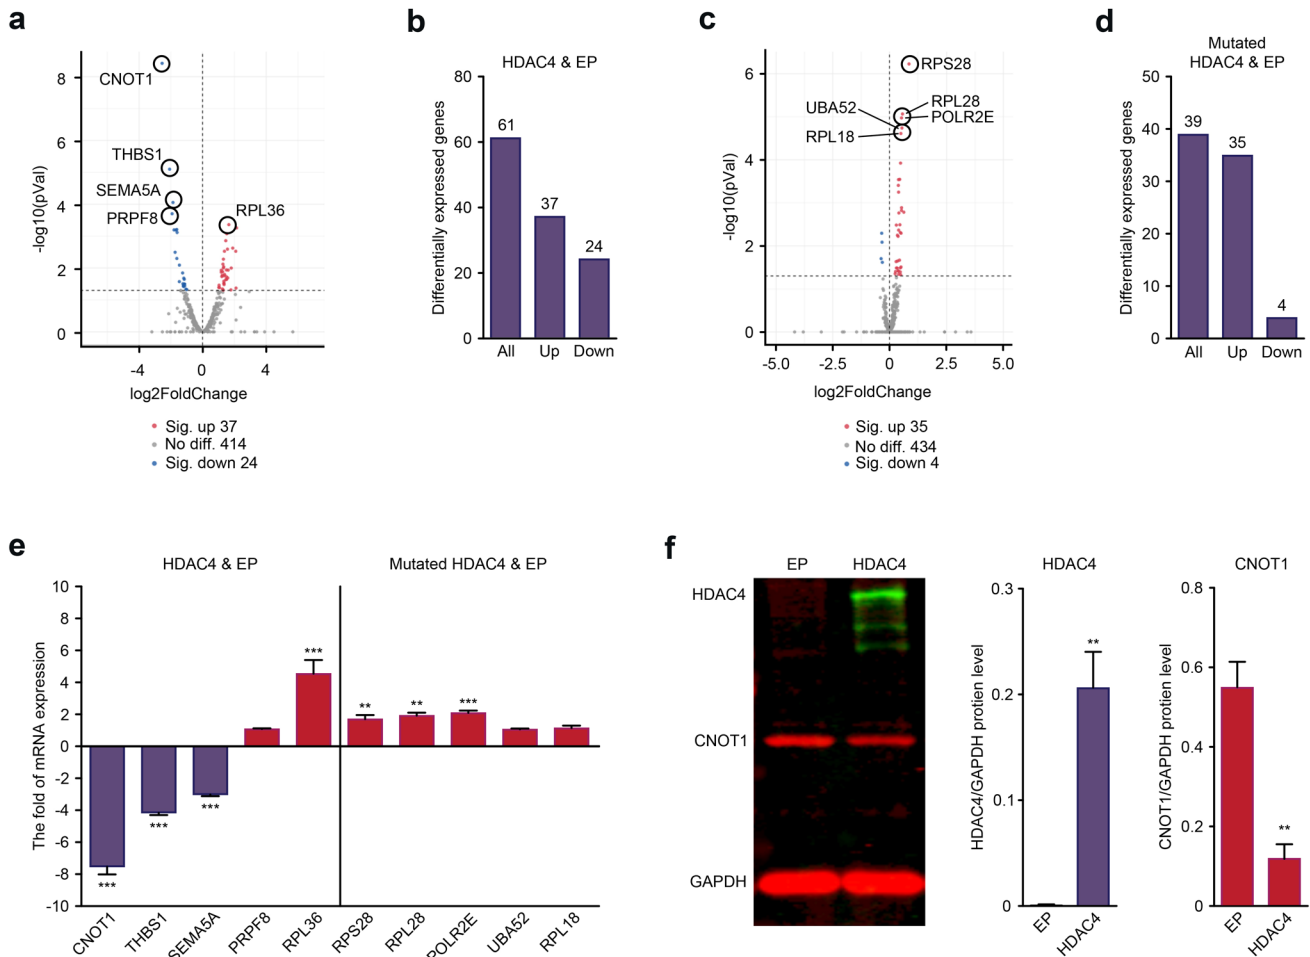 a
CNOT1
THBS1
SEMA5A
PRPF8
RPL36
-log10(pVal)
8
6
4
2
0
-4
0
4
log2FoldChange
Sig. up 37
No diff. 414
Sig. down 24
b
HDAC4 & EP
Differentially expressed genes
80
60
40
20
0
61
37
24
All
Up
Down
c
RPS28
UBA52
RPL28
POLR2E
RPL18
-log10(pVal)
6
4
2
0
-5.0
-2.5
0
2.5
5.0
log2FoldChange
Sig. up 35
No diff. 434
Sig. down 4
d
Mutated
HDAC4 & EP
Differentially expressed genes
50
40
30
20
10
0
39
35
4
All
Up
Down
e
HDAC4 & EP
Mutated HDAC4 & EP
The fold of mRNA expression
10
8
6
4
2
0
-2
-4
-6
-8
-10
***
***
***
***
**
**
***
CNOT1
THBS1
SEMA5A
PRPF8
RPL36
RPS28
RPL28
POLR2E
UBA52
RPL18
f
EP
HDAC4
HDAC4
CNOT1
GAPDH
HDAC4
HDAC4/GAPDH protien level
0.3
0.2
0.1
0
**
EP
HDAC4
CNOT1
CNOT1/GAPDH protien level
0.8
0.6
0.4
0.2
0
**
EP
HDAC4